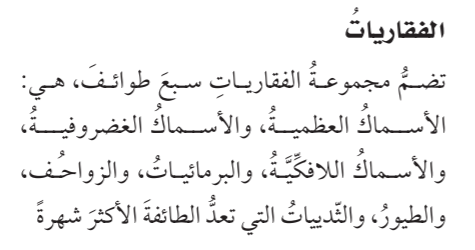 الفقارياتُ
تضمُّ مجموعةُ الفقارياتِ سبعَ طوائفَ، هي:
الأسماكُ العظميةُ، والأسماكُ الغضروفيةُ،
والأسماكُ اللافكِّيَّةُ، والبرمائياتُ، والزواحفُ،
والطيورُ، والثّدييات التي تعدُّ الطائفةَ الأكثرَ شهرةً